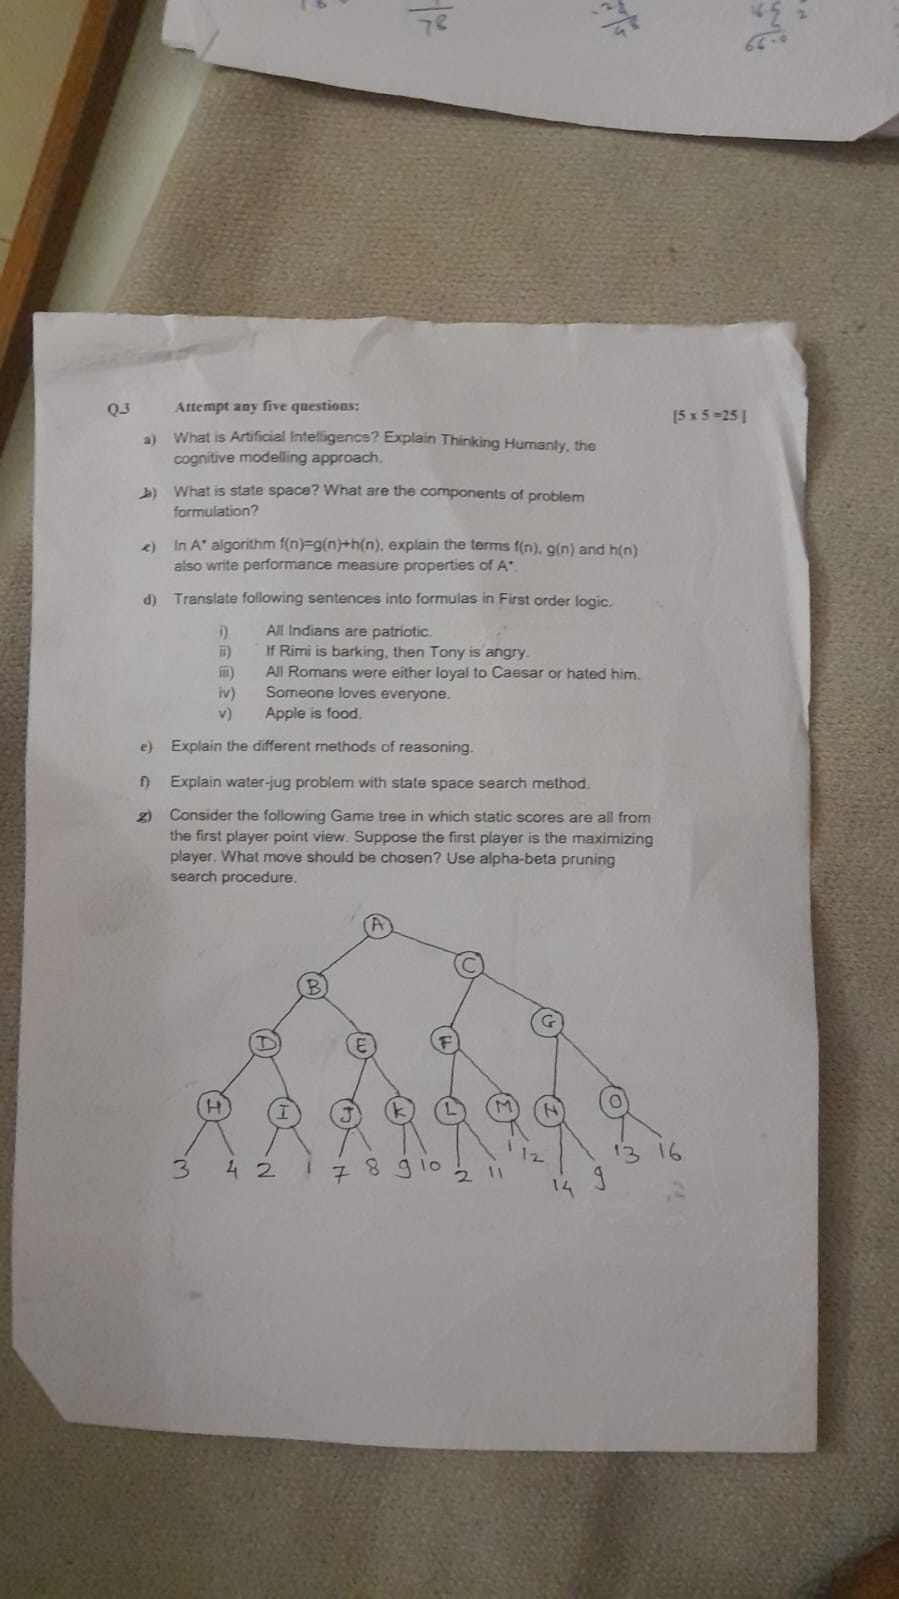 78
66.0
Q.3 Attempt any five questions: [5 x 5 =25 ]
a) What is Artificial Intelligence? Explain Thinking Humanly, the
cognitive modelling approach.
b) What is state space? What are the components of problem
formulation?
c) In A* algorithm f(n)=g(n)+h(n), explain the terms f(n), g(n) and h(n)
also write performance measure properties of A*.
d) Translate following sentences into formulas in First order logic.
i) All Indians are patriotic.
ii) If Rimi is barking, then Tony is angry.
iii) All Romans were either loyal to Caesar or hated him.
iv) Someone loves everyone.
v) Apple is food.
e) Explain the different methods of reasoning.
f) Explain water-jug problem with state space search method.
g) Consider the following Game tree in which static scores are all from
the first player point view. Suppose the first player is the maximizing
player. What move should be chosen? Use alpha-beta pruning
search procedure.
A
B C
D E F G
H I J K L M N O
3 4 2 1 7 8 9 10 2 11 1 12 14 9 13 16